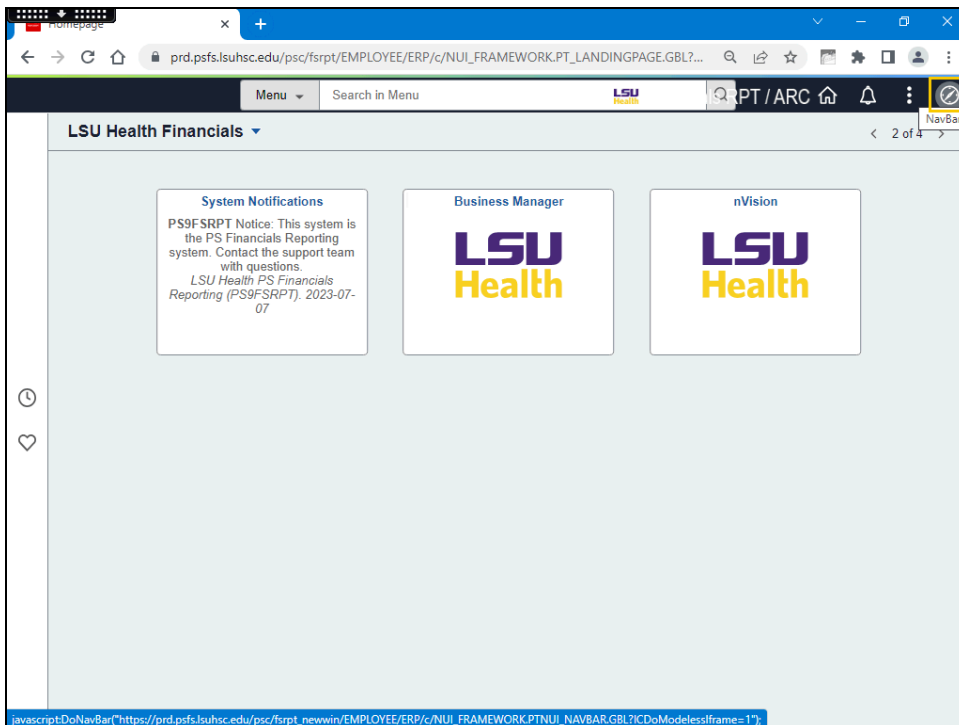 Homepage
prd.psfs.lsuhsc.edu/psc/fsrpt/EMPLOYEE/ERP/c/NUI_FRAMEWORK.PT_LANDINGPAGE.GBL?...
Menu
Search in Menu
LSU
Health
RPT / ARC
NavBar
LSU Health Financials
2 of 4
System Notifications
PS9FSRPT Notice: This system is
the PS Financials Reporting
system. Contact the support team
with questions.
LSU Health PS Financials
Reporting (PS9FSRPT). 2023-07-
07
Business Manager
LSU
Health
nVision
LSU
Health
javascript:DoNavBar("https://prd.psfs.lsuhsc.edu/psc/fsrpt_newwin/EMPLOYEE/ERP/c/NUI_FRAMEWORK.PTNUI_NAVBAR.GBL?ICDoModelessIframe=1");